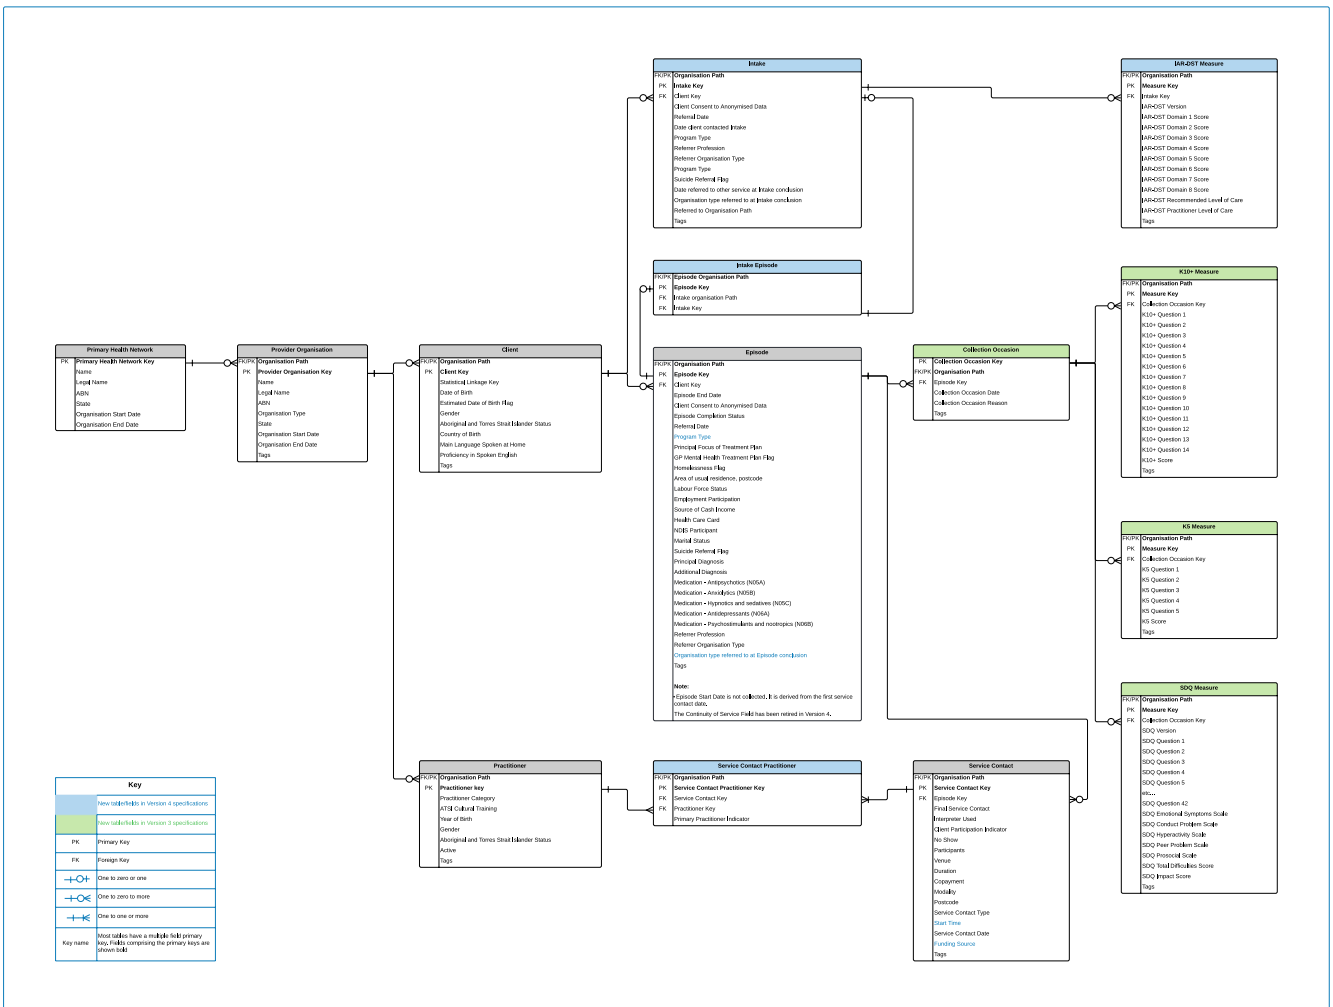 Intake
FK/PK Organisation Path
PK Intake Key
FK Client Key
Client Consent to Anonymised Data
Referral Date
Date client contacted Intake
Program Type
Referrer Profession
Referrer Organisation Type
Program Type
Suicide Referral Flag
Date referred to other service at Intake conclusion
Organisation type referred to at Intake conclusion
Referred to Organisation Path
Tags
IAR-DST Measure
FK/PK Organisation Path
PK Measure Key
FK Intake Key
IAR-DST Version
IAR-DST Domain 1 Score
IAR-DST Domain 2 Score
IAR-DST Domain 3 Score
IAR-DST Domain 4 Score
IAR-DST Domain 5 Score
IAR-DST Domain 6 Score
IAR-DST Domain 7 Score
IAR-DST Domain 8 Score
IAR-DST Recommended Level of Care
IAR-DST Practitioner Level of Care
Tags
Intake Episode
FK/PK Episode Organisation Path
PK Episode Key
FK Intake organisation Path
FK Intake Key
K10+ Measure
FK/PK Organisation Path
PK Measure Key
FK Collection Occasion Key
K10+ Question 1
K10+ Question 2
K10+ Question 3
K10+ Question 4
K10+ Question 5
K10+ Question 6
K10+ Question 7
K10+ Question 8
K10+ Question 9
K10+ Question 10
K10+ Question 11
K10+ Question 12
K10+ Question 13
K10+ Question 14
K10+ Score
Tags
Primary Health Network
PK Primary Health Network Key
Name
Legal Name
ABN
State
Organisation Start Date
Organisation End Date
Provider Organisation
FK/PK Organisation Path
PK Provider Organisation Key
Name
Legal Name
ABN
Organisation Type
State
Organisation Start Date
Organisation End Date
Tags
Client
FK/PK Organisation Path
PK Client Key
Statistical Linkage Key
Date of Birth
Estimated Date of Birth Flag
Gender
Aboriginal and Torres Strait Islander Status
Country of Birth
Main Language Spoken at Home
Proficiency in Spoken English
Tags
Episode
FK/PK Organisation Path
PK Episode Key
FK Client Key
Episode End Date
Client Consent to Anonymised Data
Episode Completion Status
Referral Date
Program Type
Principal Focus of Treatment Plan
GP Mental Health Treatment Plan Flag
Homelessness Flag
Area of usual residence, postcode
Labour Force Status
Employment Participation
Source of Cash Income
Health Care Card
NDIS Participant
Marital Status
Suicide Referral Flag
Principal Diagnosis
Additional Diagnosis
Medication - Antipsychotics (N05A)
Medication - Anxiolytics (N05B)
Medication - Hypnotics and sedatives (N05C)
Medication - Antidepressants (N06A)
Medication - Psychostimulants and nootropics (N06B)
Referrer Profession
Referrer Organisation Type
Organisation type referred to at Episode conclusion
Tags
Note:
• Episode Start Date is not collected. It is derived from the first service
contact date.
The Continuity of Service Field has been retired in Version 4.
Collection Occasion
PK Collection Occasion Key
FK/PK Organisation Path
FK Episode Key
Collection Occasion Date
Collection Occasion Reason
Tags
K5 Measure
FK/PK Organisation Path
PK Measure Key
FK Collection Occasion Key
K5 Question 1
K5 Question 2
K5 Question 3
K5 Question 4
K5 Question 5
K5 Score
Tags
SDQ Measure
FK/PK Organisation Path
PK Measure Key
FK Collection Occasion Key
SDQ Version
SDQ Question 1
SDQ Question 2
SDQ Question 3
SDQ Question 4
SDQ Question 5
etc...
SDQ Question 42
SDQ Emotional Symptoms Scale
SDQ Conduct Problem Scale
SDQ Hyperactivity Scale
SDQ Peer Problem Scale
SDQ Prosocial Scale
SDQ Total Difficulties Score
SDQ Impact Score
Tags
Practitioner
FK/PK Organisation Path
PK Practitioner key
Practitioner Category
ATSI Cultural Training
Year of Birth
Gender
Aboriginal and Torres Strait Islander Status
Active
Tags
Service Contact Practitioner
FK/PK Organisation Path
PK Service Contact Practitioner Key
FK Service Contact Key
FK Practitioner Key
Primary Practitioner Indicator
Service Contact
FK/PK Organisation Path
PK Service Contact Key
FK Episode Key
Final Service Contact
Interpreter Used
Client Participation Indicator
No Show
Participants
Venue
Duration
Copayment
Modality
Postcode
Service Contact Type
Start Time
Service Contact Date
Funding Source
Tags
Key
New table/fields in Version 4 specifications
New table/fields in Version 3 specifications
PK Primary Key
FK Foreign Key
One to zero or one
One to zero to more
One to one or more
Key name Most tables have a multiple field primary
key. Fields comprising the primary keys are
shown bold